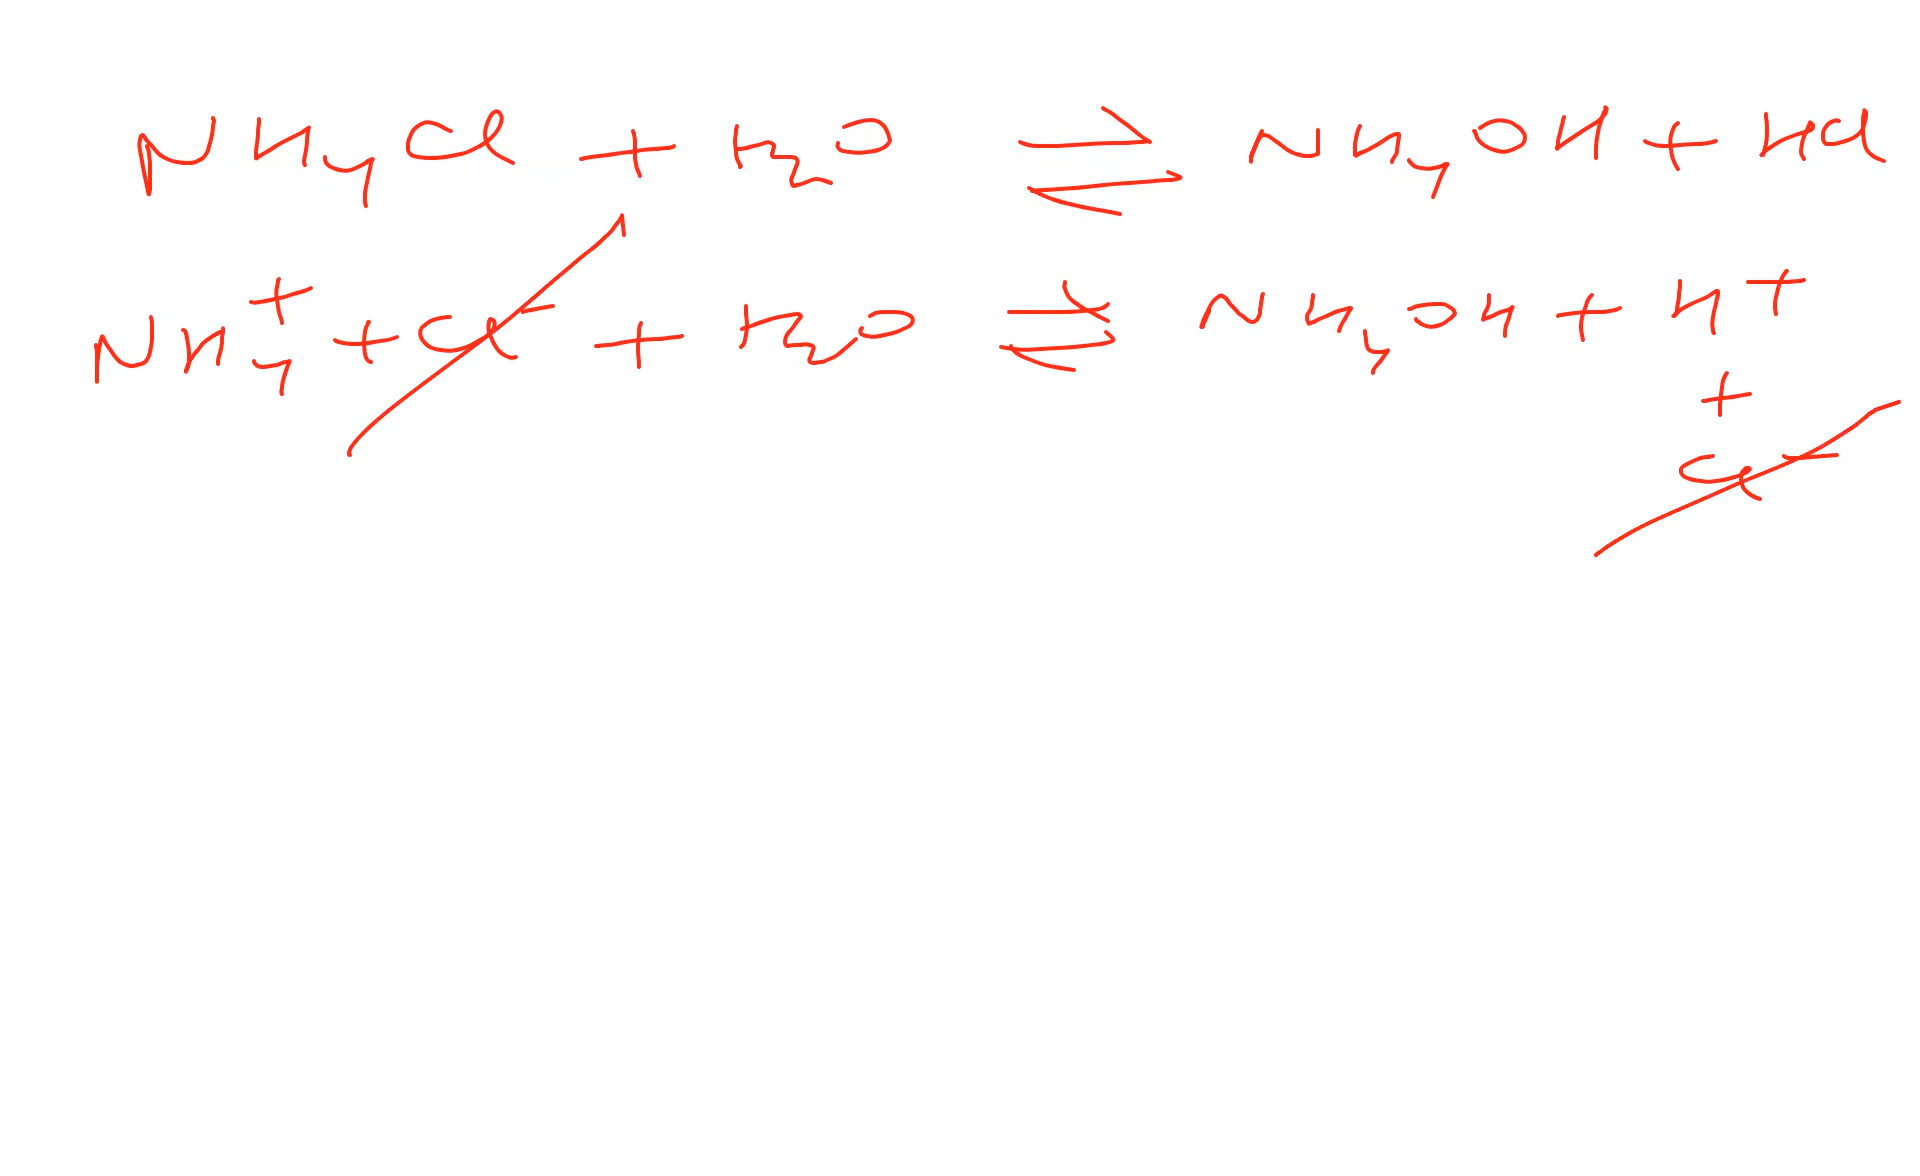 NH₄Cl + H₂O ⇌ NH₄OH + HCl
NH₄⁺ + Cl⁻ + H₂O ⇌ NH₄OH + H⁺
+
Cl⁻